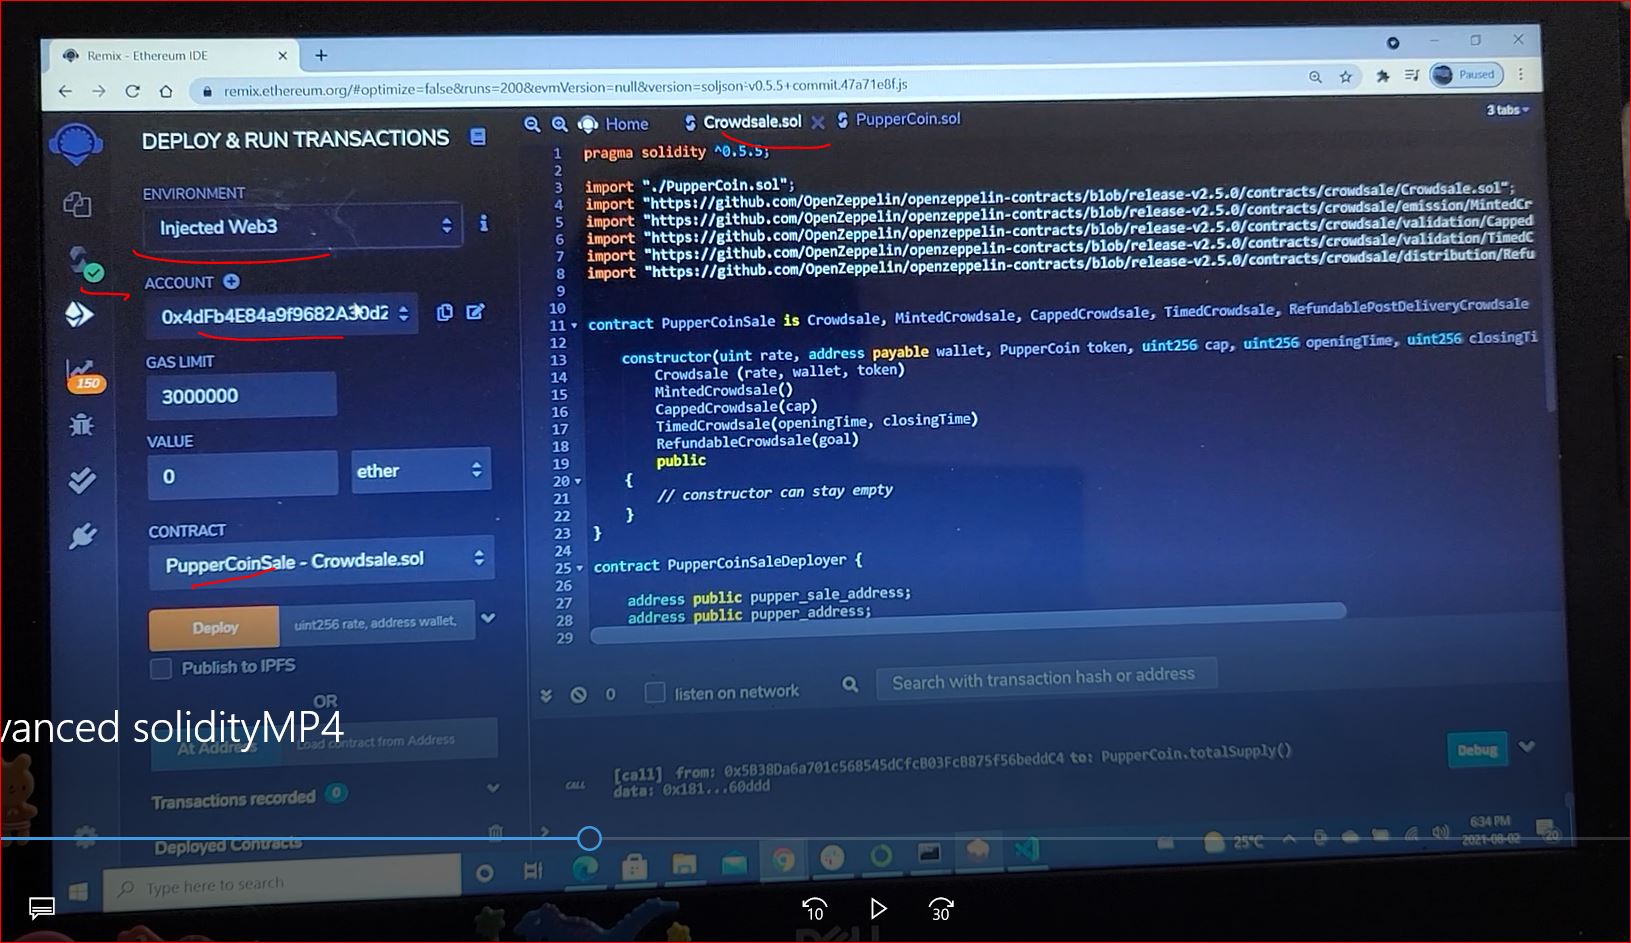 Remix - Ethereum IDE
Paused
remix.ethereum.org/#optimize=false&runs=200&evmVersion=null&version=soljson-v0.5.5+commit.47a71e8f.js
DEPLOY & RUN TRANSACTIONS
ENVIRONMENT
Injected Web3
ACCOUNT
0x4dFb4E84a9f9682A30d2
GAS LIMIT
3000000
150
VALUE
0
ether
CONTRACT
PupperCoinSale - Crowdsale.sol
Deploy
uint256 rate, address wallet,
Publish to IPFS
OR
At Address
Load contract from Address
Transactions recorded 0
Deployed Contracts
Home
Crowdsale.sol
PupperCoin.sol
3 tabs
1 pragma solidity ^0.5.5;
2
3 import "./PupperCoin.sol";
4 import "https://github.com/OpenZeppelin/openzeppelin-contracts/blob/release-v2.5.0/contracts/crowdsale/Crowdsale.sol";
5 import "https://github.com/OpenZeppelin/openzeppelin-contracts/blob/release-v2.5.0/contracts/crowdsale/emission/MintedCr
6 import "https://github.com/OpenZeppelin/openzeppelin-contracts/blob/release-v2.5.0/contracts/crowdsale/validation/Capped
7 import "https://github.com/OpenZeppelin/openzeppelin-contracts/blob/release-v2.5.0/contracts/crowdsale/validation/TimedC
8 import "https://github.com/OpenZeppelin/openzeppelin-contracts/blob/release-v2.5.0/contracts/crowdsale/distribution/Refu
9
10
11 contract PupperCoinSale is Crowdsale, MintedCrowdsale, CappedCrowdsale, TimedCrowdsale, RefundablePostDeliveryCrowdsale
12
13 constructor(uint rate, address payable wallet, PupperCoin token, uint256 cap, uint256 openingTime, uint256 closingTi
14 Crowdsale (rate, wallet, token)
15 MintedCrowdsale()
16 CappedCrowdsale(cap)
17 TimedCrowdsale(openingTime, closingTime)
18 RefundableCrowdsale(goal)
19 public
20 {
21 // constructor can stay empty
22 }
23 }
24
25 contract PupperCoinSaleDeployer {
26
27 address public pupper_sale_address;
28 address public pupper_address;
29
0
listen on network
Search with transaction hash or address
CALL
[call] from: 0x5B38Da6a701c568545dCfcB03FcB875f56beddC4 to: PupperCoin.totalSupply()
data: 0x181...60ddd
Debug
vanced solidityMP4
Type here to search
25°C
6:34 PM
2021-08-02
20
10
30
DELL